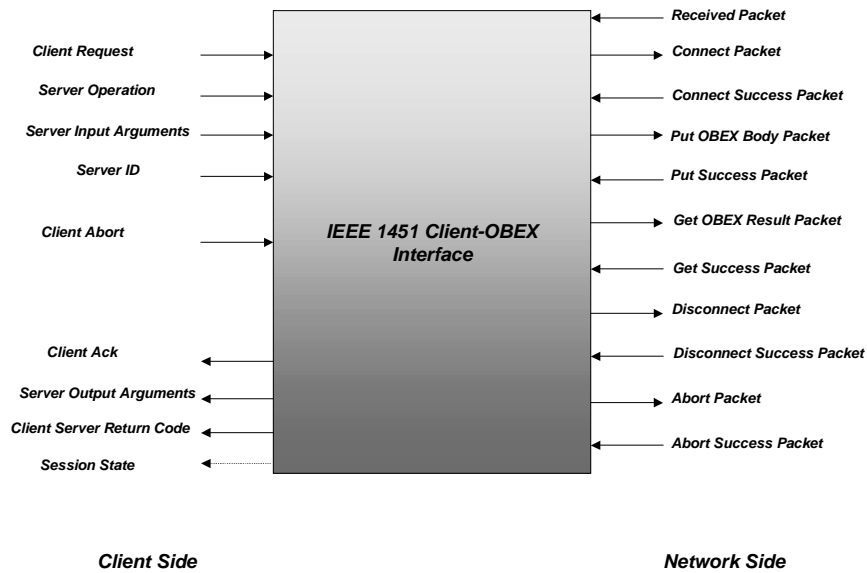 Client Request
Server Operation
Server Input Arguments
Server ID
Client Abort
Client Ack
Server Output Arguments
Client Server Return Code
Session State
IEEE 1451 Client-OBEX
Interface
Received Packet
Connect Packet
Connect Success Packet
Put OBEX Body Packet
Put Success Packet
Get OBEX Result Packet
Get Success Packet
Disconnect Packet
Disconnect Success Packet
Abort Packet
Abort Success Packet
Client Side
Network Side